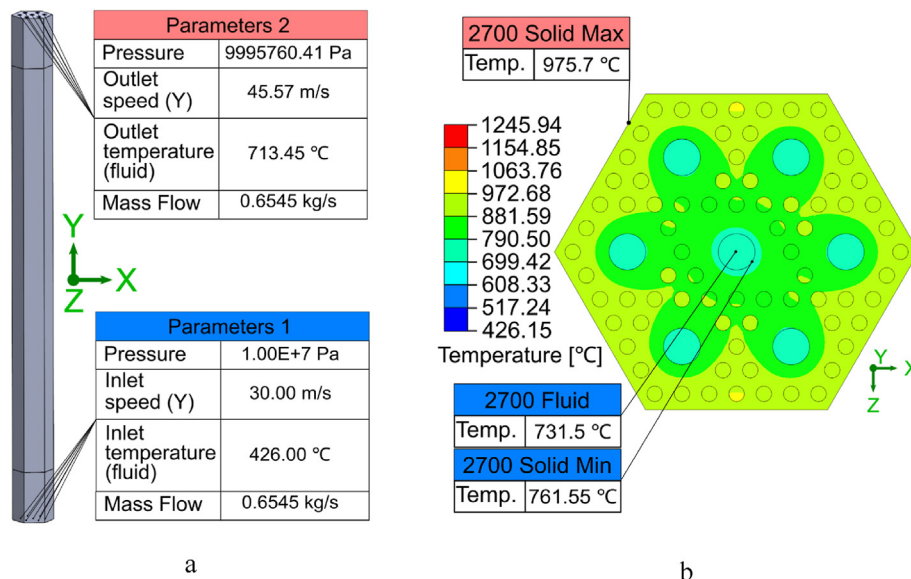 Parameters 2
Pressure 9995760.41 Pa
Outlet
speed (Y) 45.57 m/s
Outlet
temperature
(fluid) 713.45 °C
Mass Flow 0.6545 kg/s
Y
X
Z
Parameters 1
Pressure 1.00E+7 Pa
Inlet
speed (Y) 30.00 m/s
Inlet
temperature
(fluid) 426.00 °C
Mass Flow 0.6545 kg/s
a
2700 Solid Max
Temp. 975.7 °C
1245.94
1154.85
1063.76
972.68
881.59
790.50
699.42
608.33
517.24
426.15
Temperature [°C]
Y
X
Z
2700 Fluid
Temp. 731.5 °C
2700 Solid Min
Temp. 761.55 °C
b